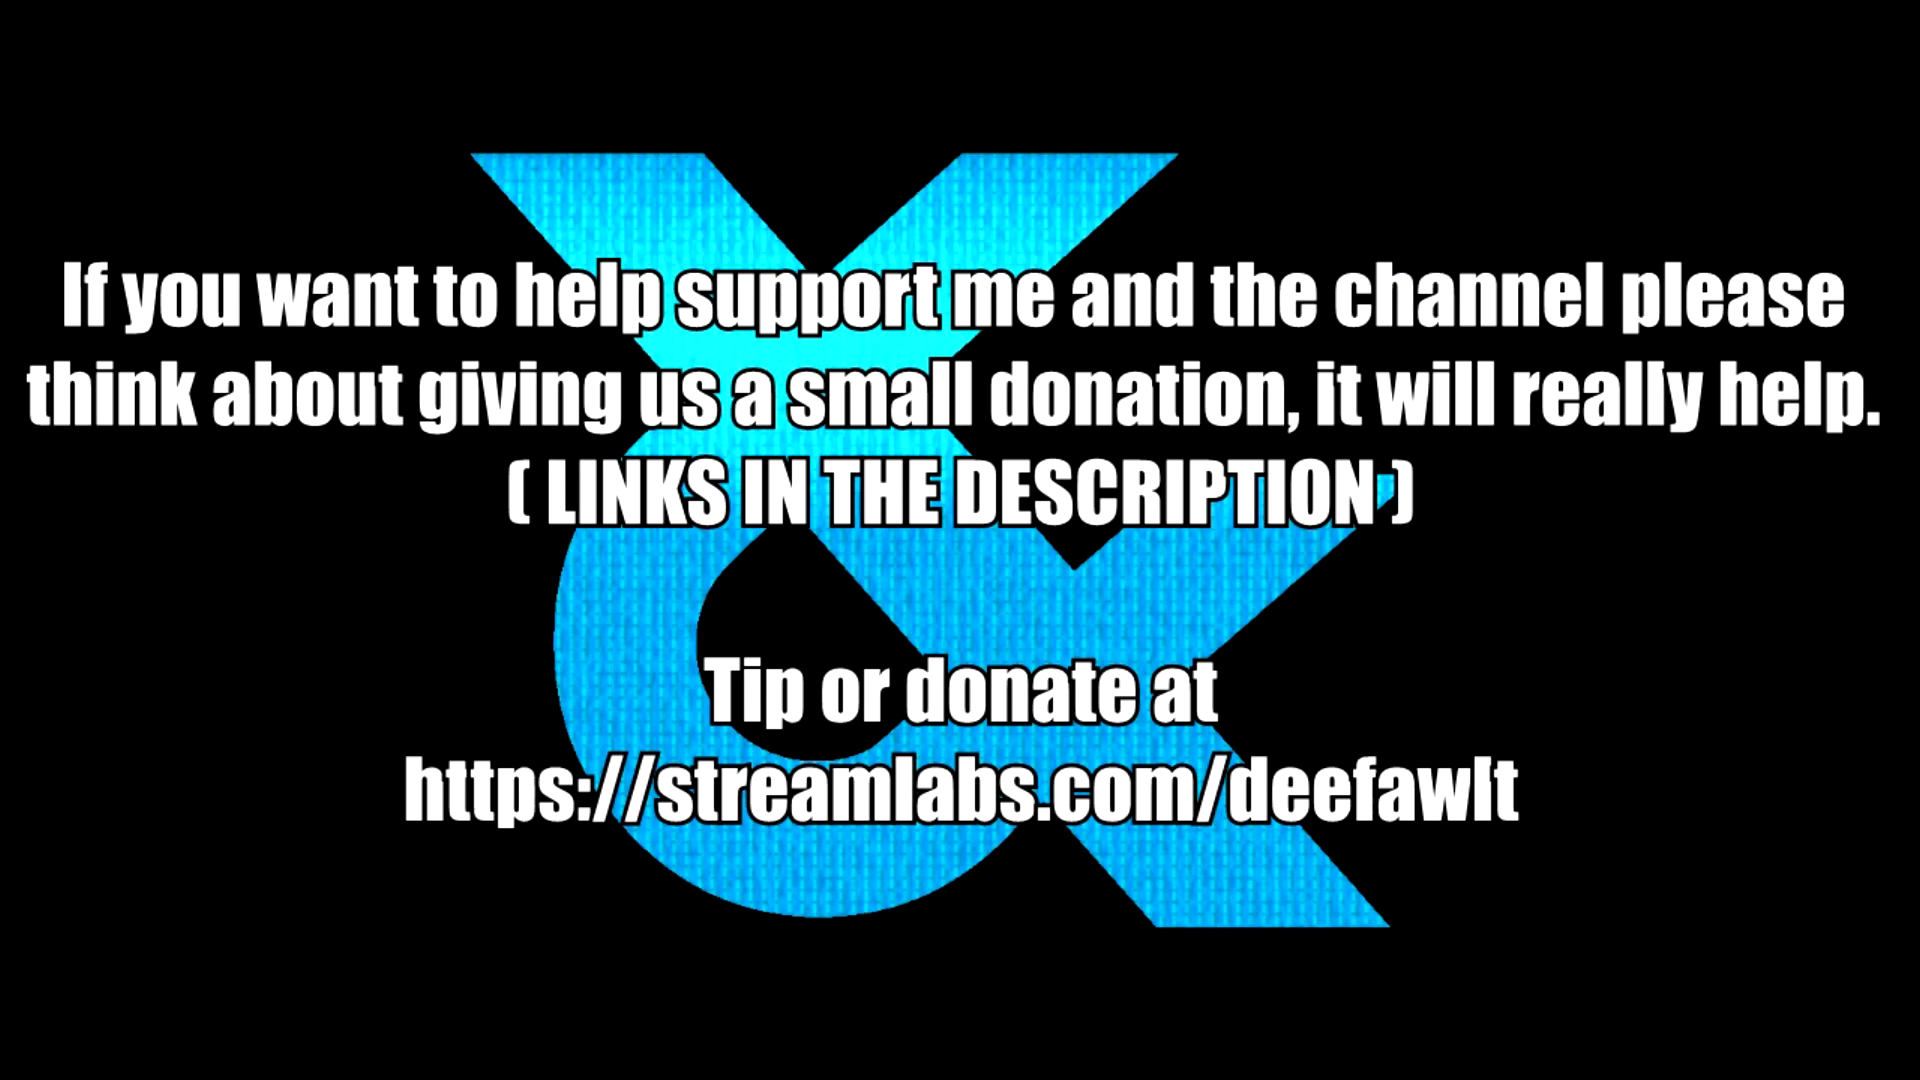 If you want to help support me and the channel please
think about giving us a small donation, it will really help.
( LINKS IN THE DESCRIPTION )
Tip or donate at
https://streamlabs.com/deefawlt